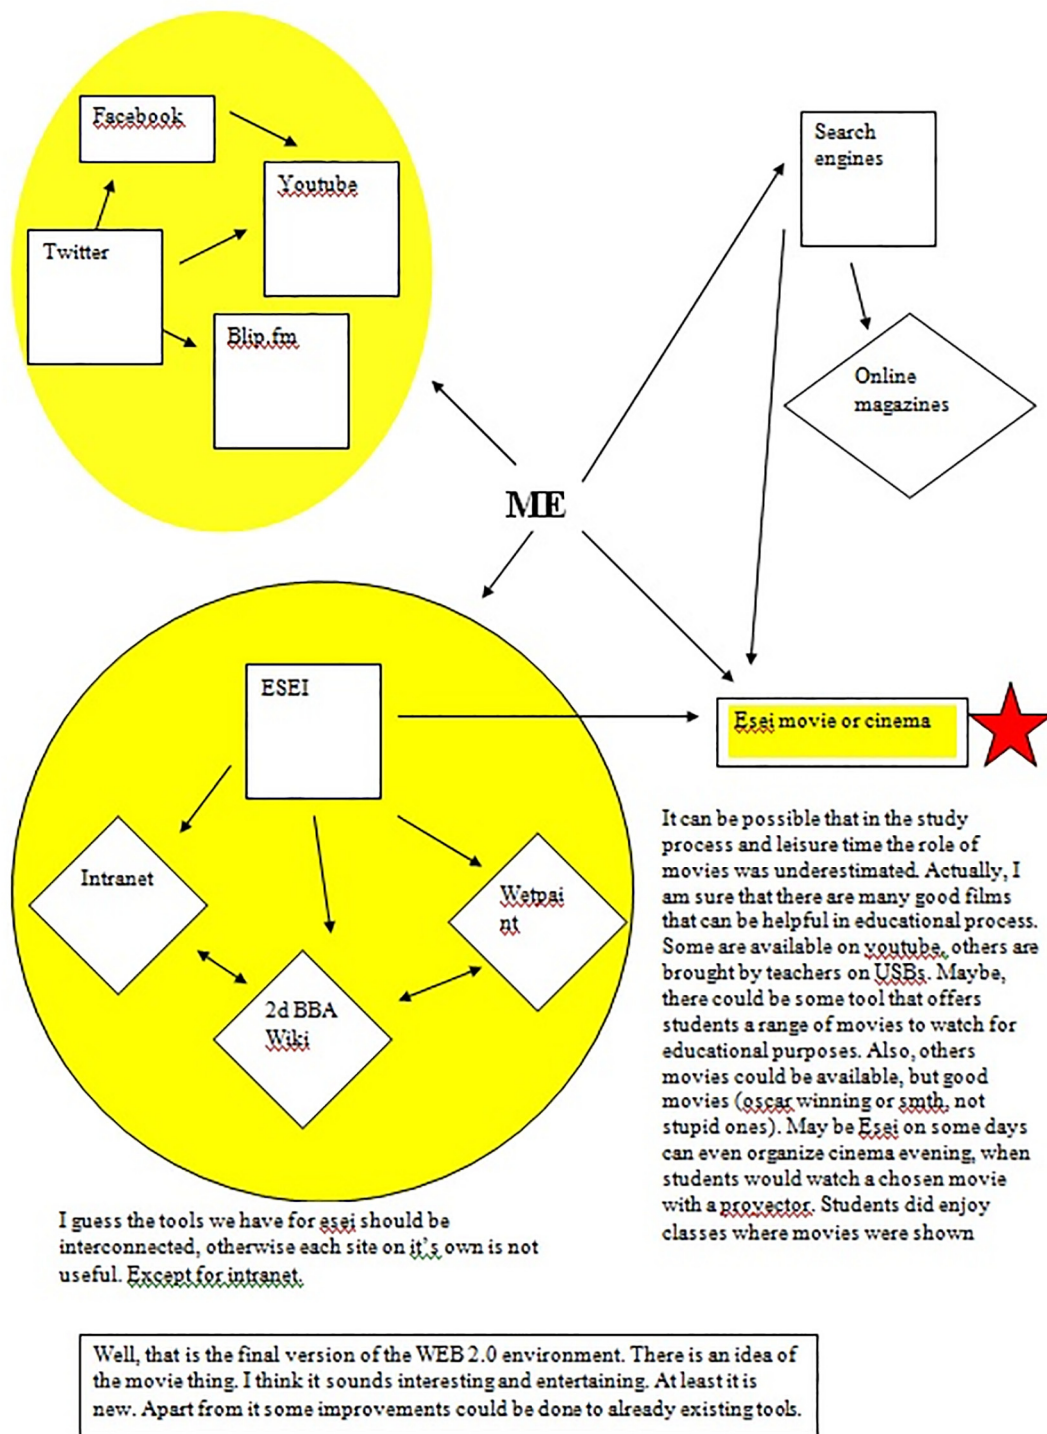 Facebook
Youtube
Twitter
Blip.fm
Search
engines
Online
magazines
ME
ESEI
Intranet
Wetpai
nt
2d BBA
Wiki
Esei movie or cinema
It can be possible that in the study
process and leisure time the role of
movies was underestimated. Actually, I
am sure that there are many good films
that can be helpful in educational process.
Some are available on youtube, others are
brought by teachers on USBs. Maybe,
there could be some tool that offers
students a range of movies to watch for
educational purposes. Also, others
movies could be available, but good
movies (oscar winning or smth, not
stupid ones). May be Esei on some days
can even organize cinema evening, when
students would watch a chosen movie
with a proyector. Students did enjoy
classes where movies were shown
I guess the tools we have for esei should be
interconnected, otherwise each site on it's own is not
useful. Except for intranet.
Well, that is the final version of the WEB 2.0 environment. There is an idea of
the movie thing. I think it sounds interesting and entertaining. At least it is
new. Apart from it some improvements could be done to already existing tools.